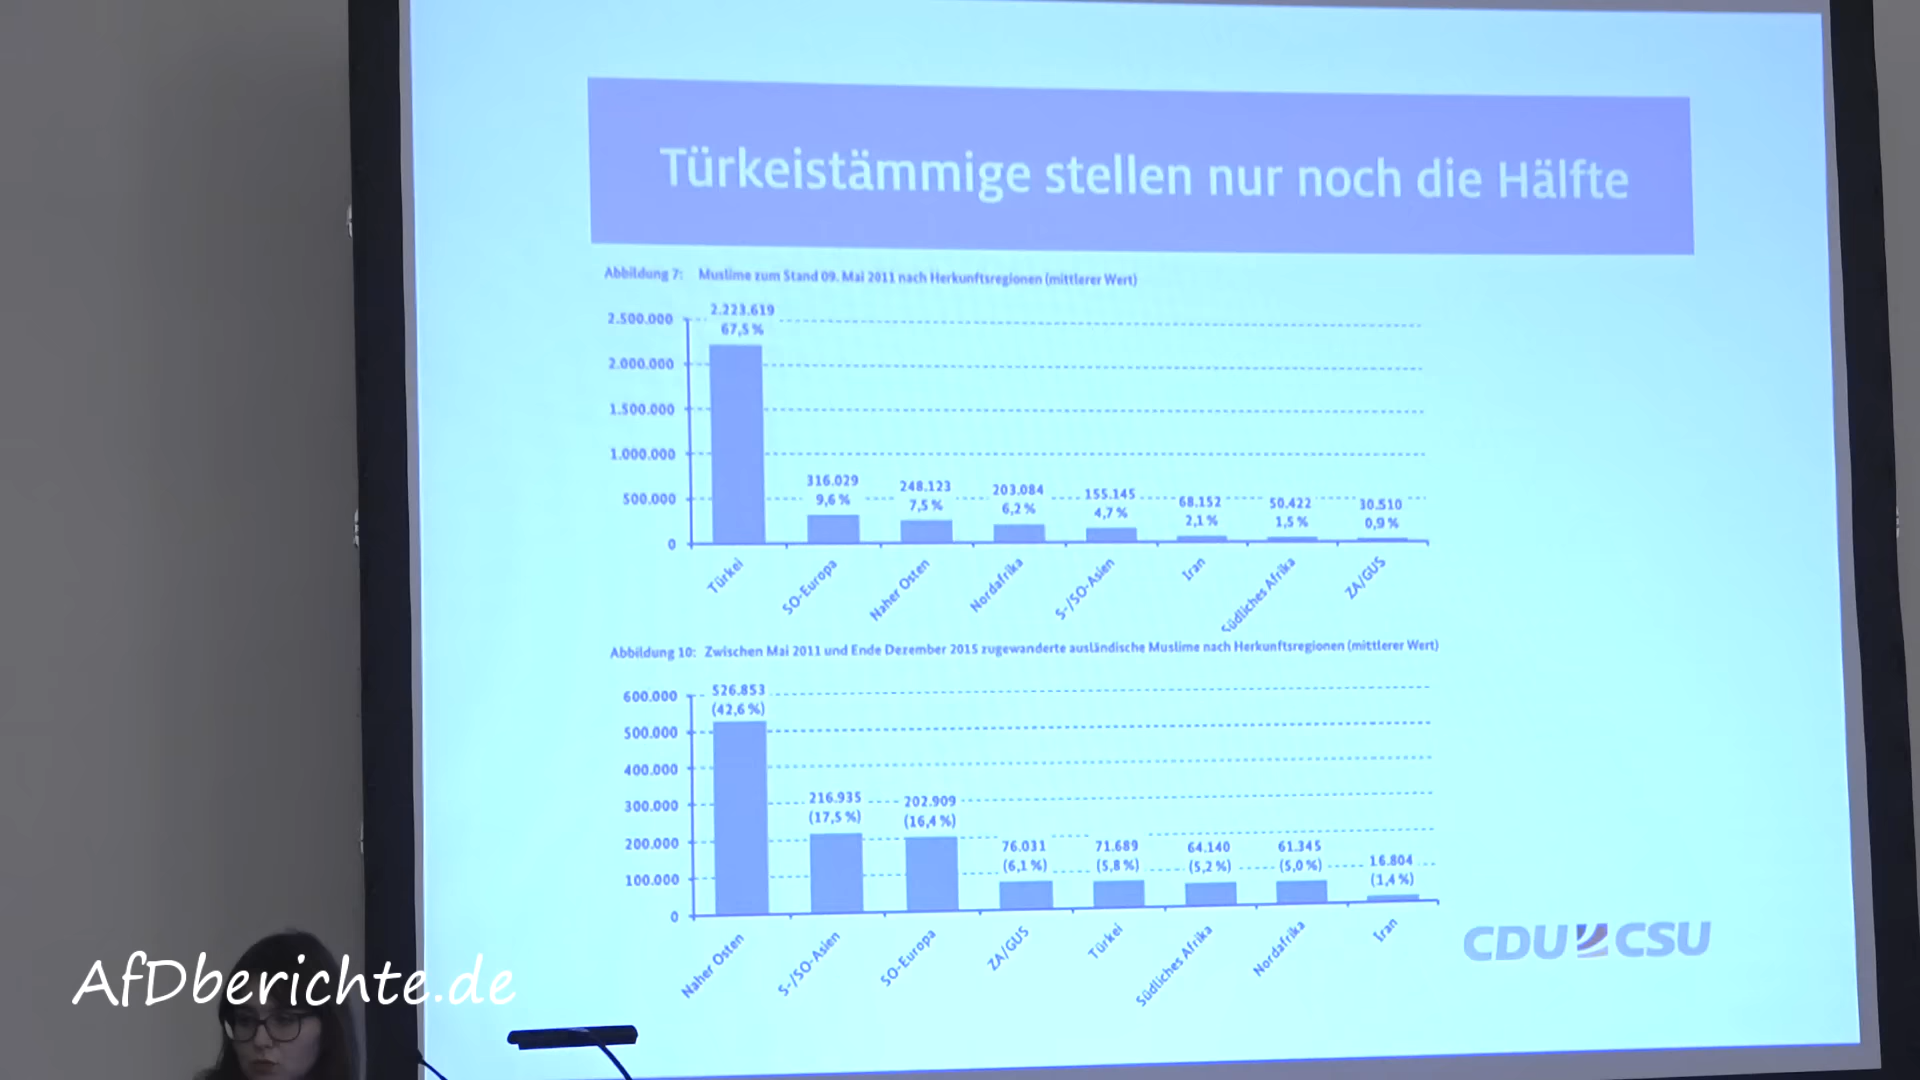 Türkeistämmige stellen nur noch die Hälfte
Abbildung 7: Muslime zum Stand 09. Mai 2011 nach Herkunftsregionen (mittlerer Wert)
2.500.000
2.000.000
1.500.000
1.000.000
500.000
0
2.223.619
67,5 %
316.029
9,6 %
248.123
7,5 %
203.084
6,2 %
155.145
4,7 %
68.152
2,1 %
50.422
1,5 %
30.510
0,9 %
Türkei
SO-Europa
Naher Osten
Nordafrika
S-/SO-Asien
Iran
Südliches Afrika
ZA/GUS
Abbildung 10: Zwischen Mai 2011 und Ende Dezember 2015 zugewanderte ausländische Muslime nach Herkunftsregionen (mittlerer Wert)
600.000
500.000
400.000
300.000
200.000
100.000
0
526.853
(42,6 %)
216.935
(17,5 %)
202.909
(16,4 %)
76.031
(6,1 %)
71.689
(5,8 %)
64.140
(5,2 %)
61.345
(5,0 %)
16.804
(1,4 %)
Naher Osten
S-/SO-Asien
SO-Europa
ZA/GUS
Türkei
Südliches Afrika
Nordafrika
Iran
CDU CSU
AfDberichte.de